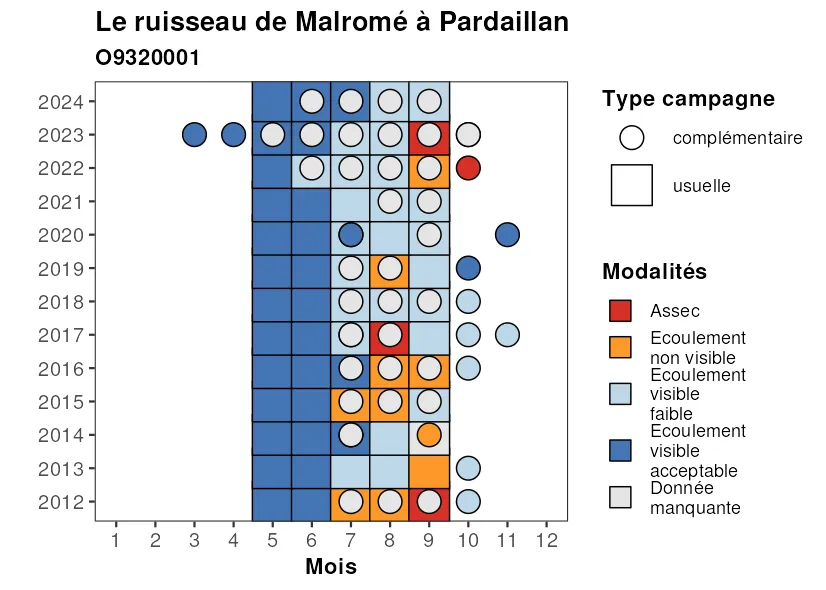 Le ruisseau de Malromé à Pardaillan
O9320001
2024
2023
2022
2021
2020
2019
2018
2017
2016
2015
2014
2013
2012
1 2 3 4 5 6 7 8 9 10 11 12
Mois
Type campagne
complémentaire
usuelle
Modalités
Assec
Ecoulement
non visible
Ecoulement
visible
faible
Ecoulement
visible
acceptable
Donnée
manquante